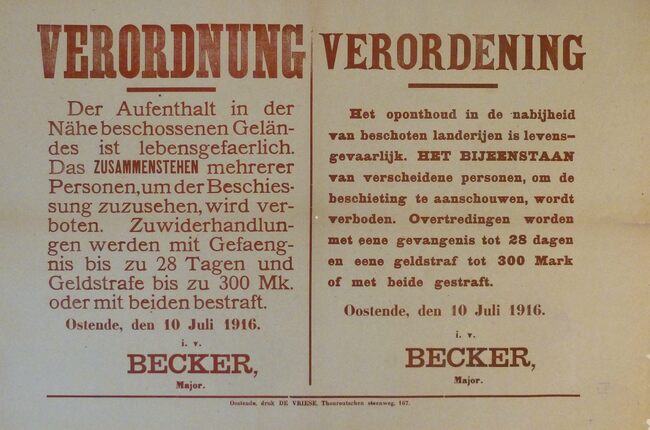 VERORDNUNG
Der Aufenthalt in der
Nähe beschossenen Gelän-
des ist lebensgefaerlich.
Das ZUSAMMENSTEHEN mehrerer
Personen, um der Beschies-
sung zuzusehen, wird ver-
boten. Zuwiderhandlun-
gen werden mit Gefaeng-
nis bis zu 28 Tagen und
Geldstrafe bis zu 300 Mk.
oder mit beiden bestraft.
Ostende, den 10 Juli 1916.
i. v.
BECKER,
Major.
VERORDENING
Het oponthoud in de nabijheid
van beschoten landerijen is levens-
gevaarlijk. HET BIJEENSTAAN
van verscheidene personen, om de
beschieting te aanschouwen, wordt
verboden. Overtredingen worden
met eene gevangenis tot 28 dagen
en eene geldstraf tot 300 Mark
of met beide gestraft.
Oostende, den 10 Juli 1916.
i. v.
BECKER,
Major.
Oostende, druk DE VRIESE, Thouroutschen steenweg, 167.